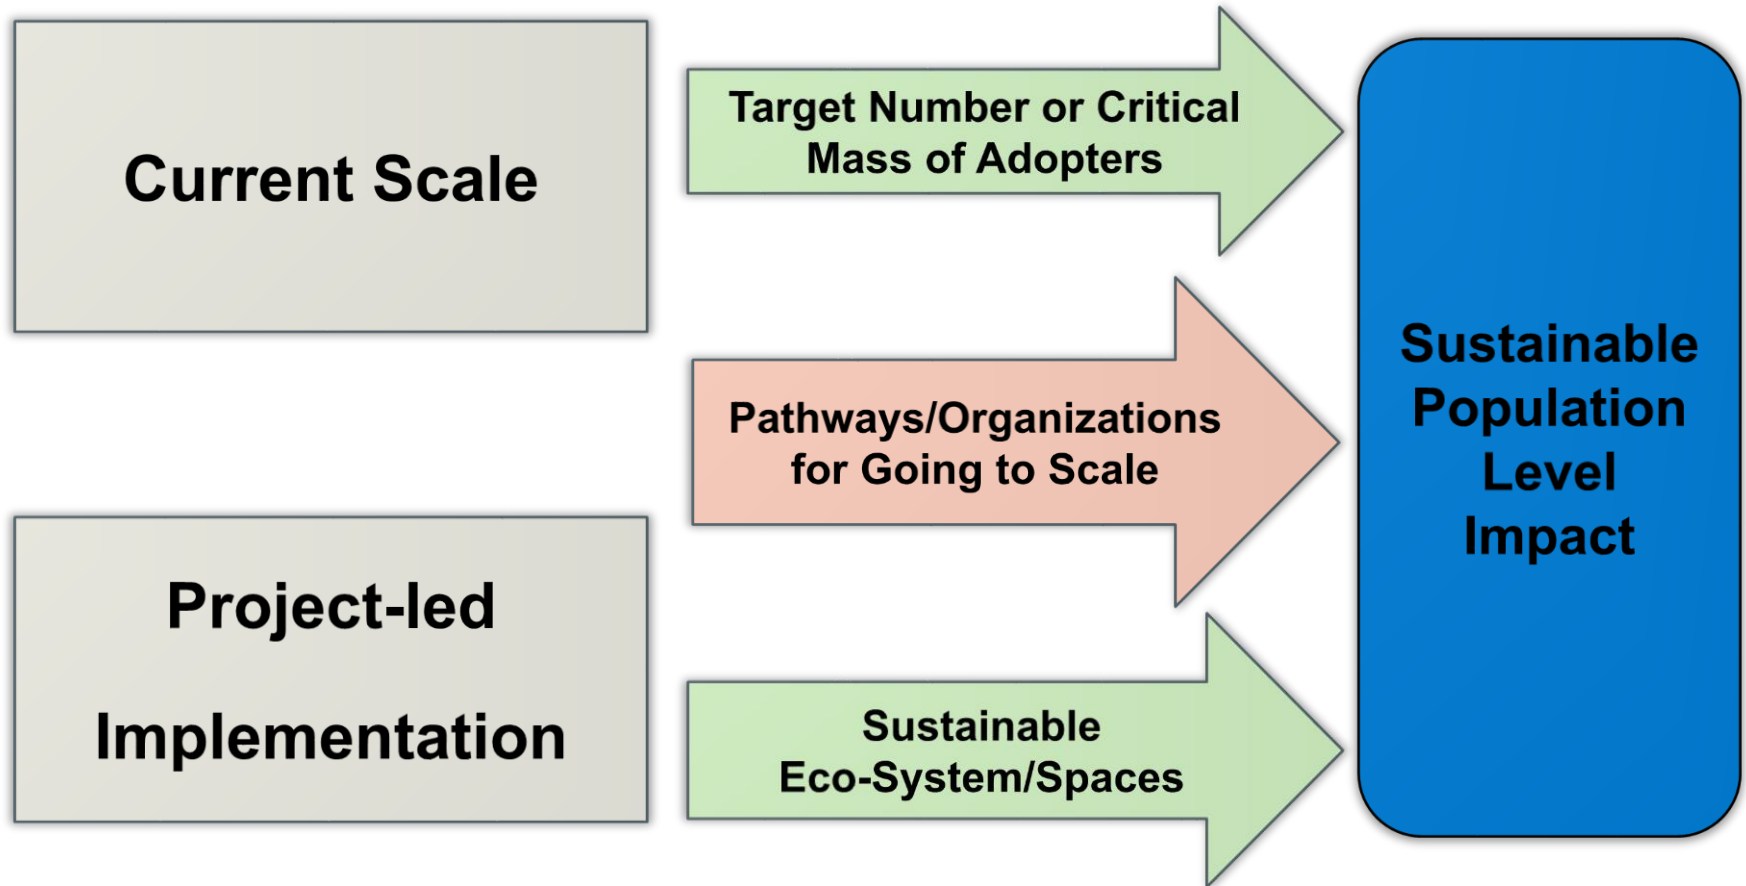 Current Scale
Project-led
Implementation
Target Number or Critical
Mass of Adopters
Pathways/Organizations
for Going to Scale
Sustainable
Eco-System/Spaces
Sustainable
Population
Level
Impact